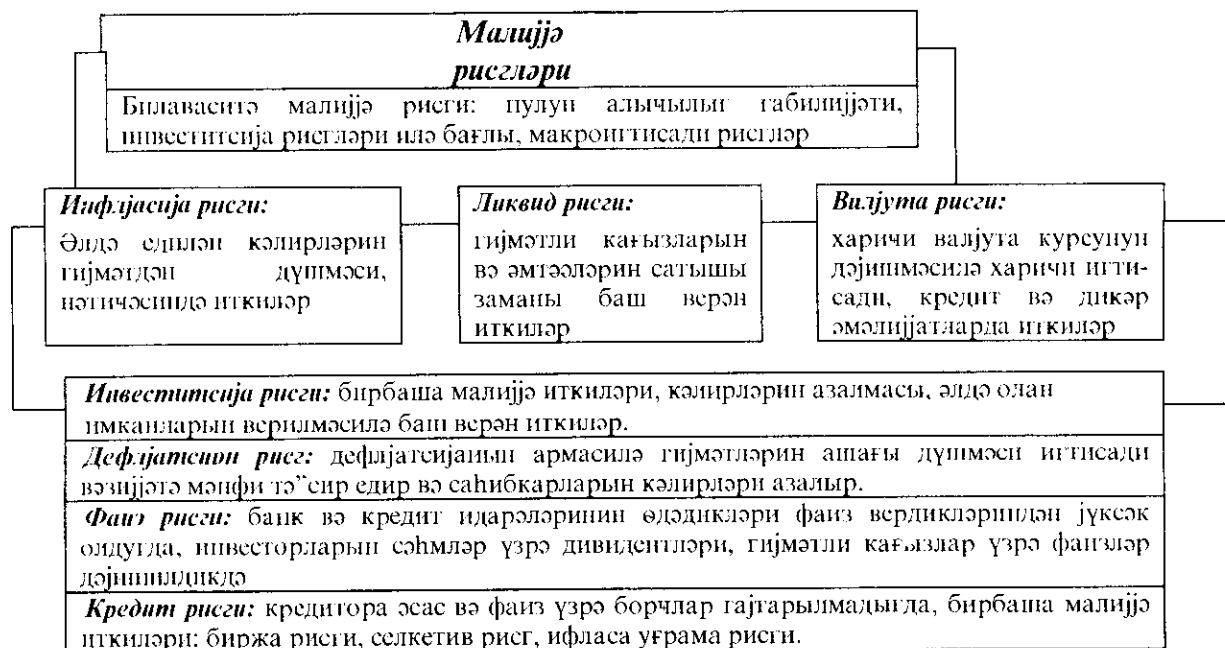 Малијјә
рисгләри
Билаваситә малијјә рисги: пулун алычылыг габилијјәти,
инвеститсија рисгләри илә бағлы, макроигтисади рисгләр
Инфлјасија рисги:
Әлдә едилән кәлирләрин
гијмәтдән дүшмәси,
нәтичәсиндә иткиләр
Ликвид рисги:
гијмәтли кағызларын
вә әмтәәләрин сатышы
заманы баш верән
иткиләр
Вилјута рисги:
харичи валјута курсунун
дәјишмәсилә харичи игти-
сади, кредит вә дикәр
әмәлијјатларда иткиләр
Инвеститсија рисги: бирбаша малијјә иткиләри, кәлирләрин азалмасы, әлдә олан
имканларын верилмәсилә баш верән иткиләр.
Дефлјатсион рисг: дефлјатсијанын армасилә гијмәтләрин ашағы дүшмәси игтисади
вәзијјәтә мәнфи тә”сир едир вә саһибкарларын кәлирләри азалыр.
Фаиз рисги: банк вә кредит идарәләринин өдәдикләри фаиз вердикләриндән јүксәк
олдугда, инвесторларын сәһмләр үзрә дивидентләри, гијмәтли кағызлар үзрә фаизләр
дәјишилдикдә
Кредит рисги: кредитора әсас вә фаиз үзрә борчлар гајтарылмадыгда, бирбаша малијјә
иткиләри: биржа рисги, селкетив рисг, ифласа уғрама рисги.